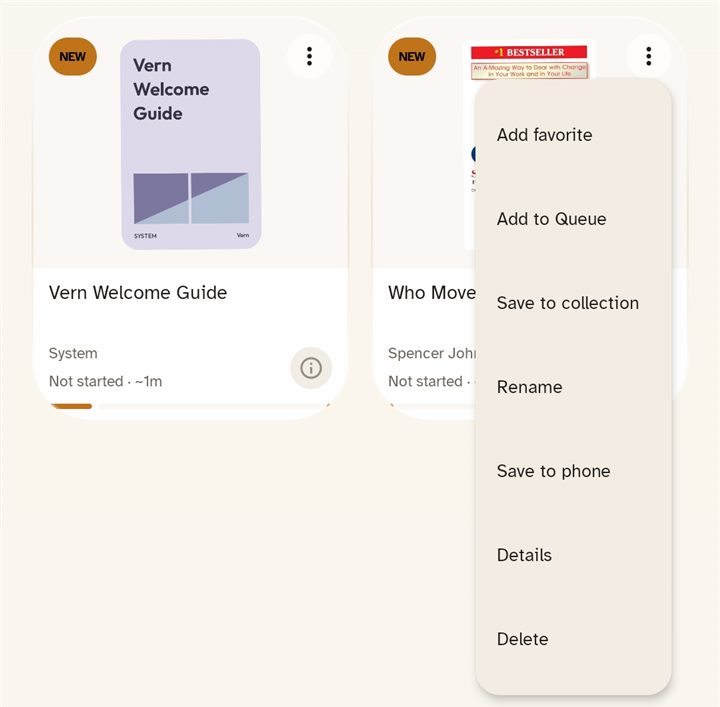 NEW
Vern
Welcome
Guide
SYSTEM Vern
Vern Welcome Guide
System
Not started · ~1m
NEW
#1 BESTSELLER
An A-Mazing Way to Deal with Change
in Your Work and in Your Life
Who Move
Spencer John
Not started ·
Add favorite
Add to Queue
Save to collection
Rename
Save to phone
Details
Delete